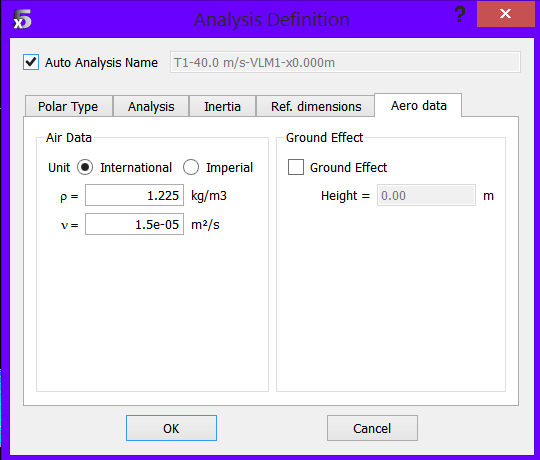 Analysis Definition
? x
Auto Analysis Name T1-40.0 m/s-VLM1-x0.000m
Polar Type Analysis Inertia Ref. dimensions Aero data
Air Data
Unit International Imperial
ρ = 1.225 kg/m3
ν = 1.5e-05 m²/s
Ground Effect
Ground Effect
Height = 0.00 m
OK Cancel